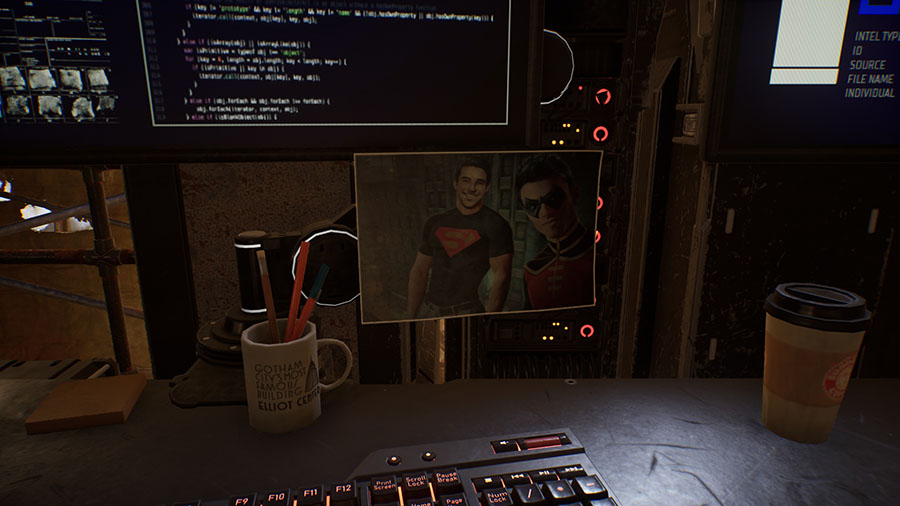 if (key != 'prototype' && key != 'length' && key != 'name' && (!obj.hasOwnProperty || obj.hasOwnProperty(key))) {
iterator.call(context, obj[key], key, obj);
}
}
} else if (isArray(obj) || isArrayLike(obj)) {
var isPrimitive = typeof obj !== 'object';
for (key = 0, length = obj.length; key < length; key++) {
if (isPrimitive || key in obj) {
iterator.call(context, obj[key], key, obj);
}
}
} else if (obj.forEach && obj.forEach !== forEach) {
obj.forEach(iterator, context, obj);
} else if (isBlankObject(obj)) {
INTEL TYPE
ID
SOURCE
FILE NAME
INDIVIDUAL
GOTHAM
CITY'S MOST
FAMOUS
BUILDING
ELLIOT CENTER
F9 F10 F11 F12
Print Screen
Scroll Lock
Pause Break
Home
Page
Num Lock
/